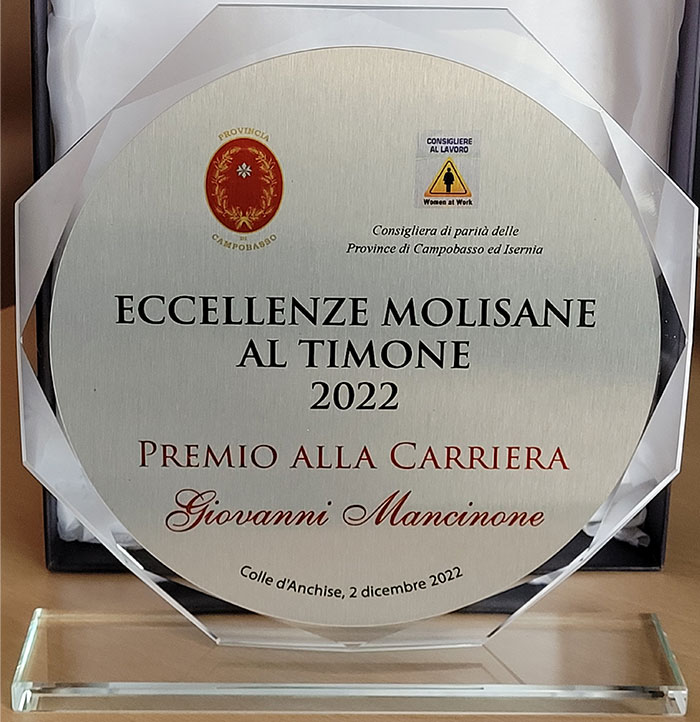 PROVINCIA
DI
CAMPOBASSO
CONSIGLIERE
AL LAVORO
Women at Work
Consigliera di parità delle
Province di Campobasso ed Isernia
ECCELLENZE MOLISANE
AL TIMONE
2022
PREMIO ALLA CARRIERA
Giovanni Mancinone
Colle d'Anchise, 2 dicembre 2022